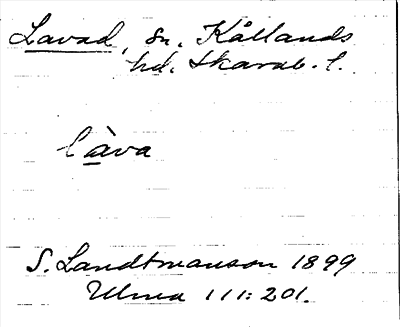 Lavad, sn, Kållands
hd. Skarab. l.
làva
S. Landtmanson 1899
Ulma 111:201.